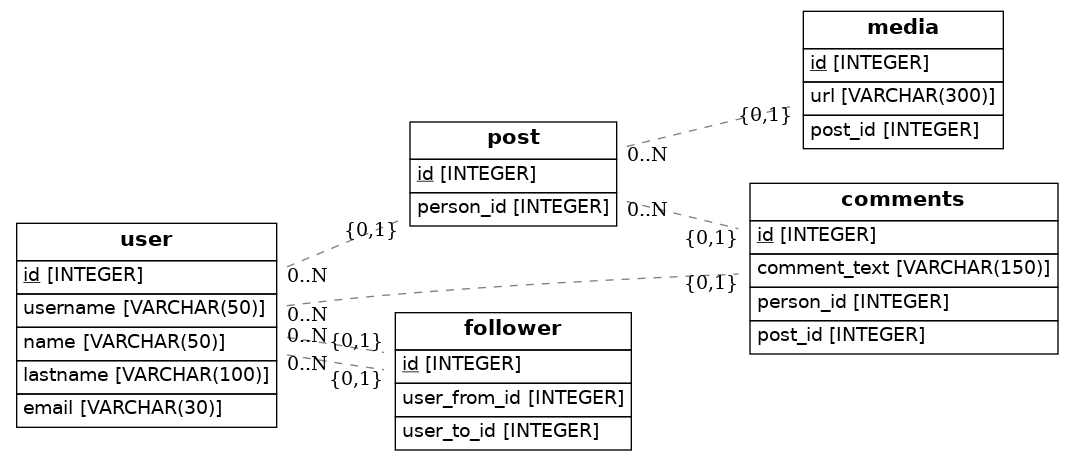 media
id [INTEGER]
url [VARCHAR(300)]
post_id [INTEGER]
{0,1}
0..N
post
id [INTEGER]
person_id [INTEGER]
0..N
{0,1}
comments
id [INTEGER]
comment_text [VARCHAR(150)]
person_id [INTEGER]
post_id [INTEGER]
{0,1}
0..N
{0,1}
0..N
user
id [INTEGER]
username [VARCHAR(50)]
name [VARCHAR(50)]
lastname [VARCHAR(100)]
email [VARCHAR(30)]
0..N
{0,1}
0..N
{0,1}
follower
id [INTEGER]
user_from_id [INTEGER]
user_to_id [INTEGER]